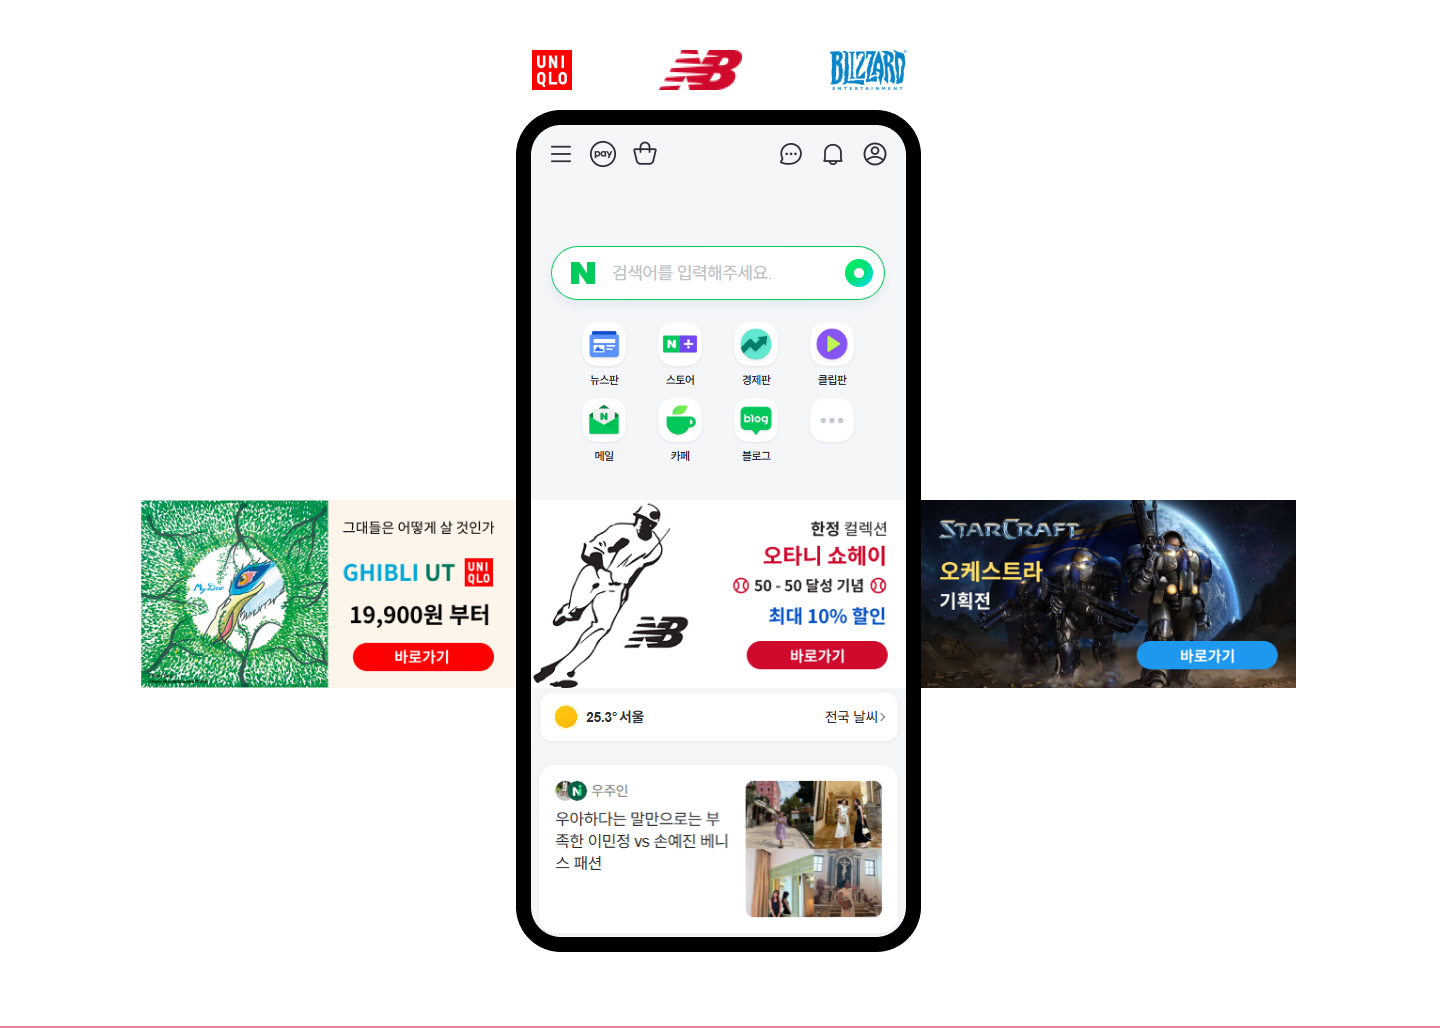 UNI
QLO
NB
BLIZZARD
ENTERTAINMENT
pay
N
검색어를 입력해주세요.
N
뉴스판
스토어
경제판
클립판
N
blog
메일
카페
블로그
My Dear
그대들은 어떻게 살 것인가
GHIBLI UT
UNI
QLO
19,900원 부터
바로가기
한정 컬렉션
오타니 쇼헤이
50 - 50 달성 기념
최대 10% 할인
NB
바로가기
STARCRAFT
오케스트라
기획전
바로가기
25.3° 서울
전국 날씨
N
우주인
우아하다는 말만으로는 부
족한 이민정 vs 손예진 베니
스 패션